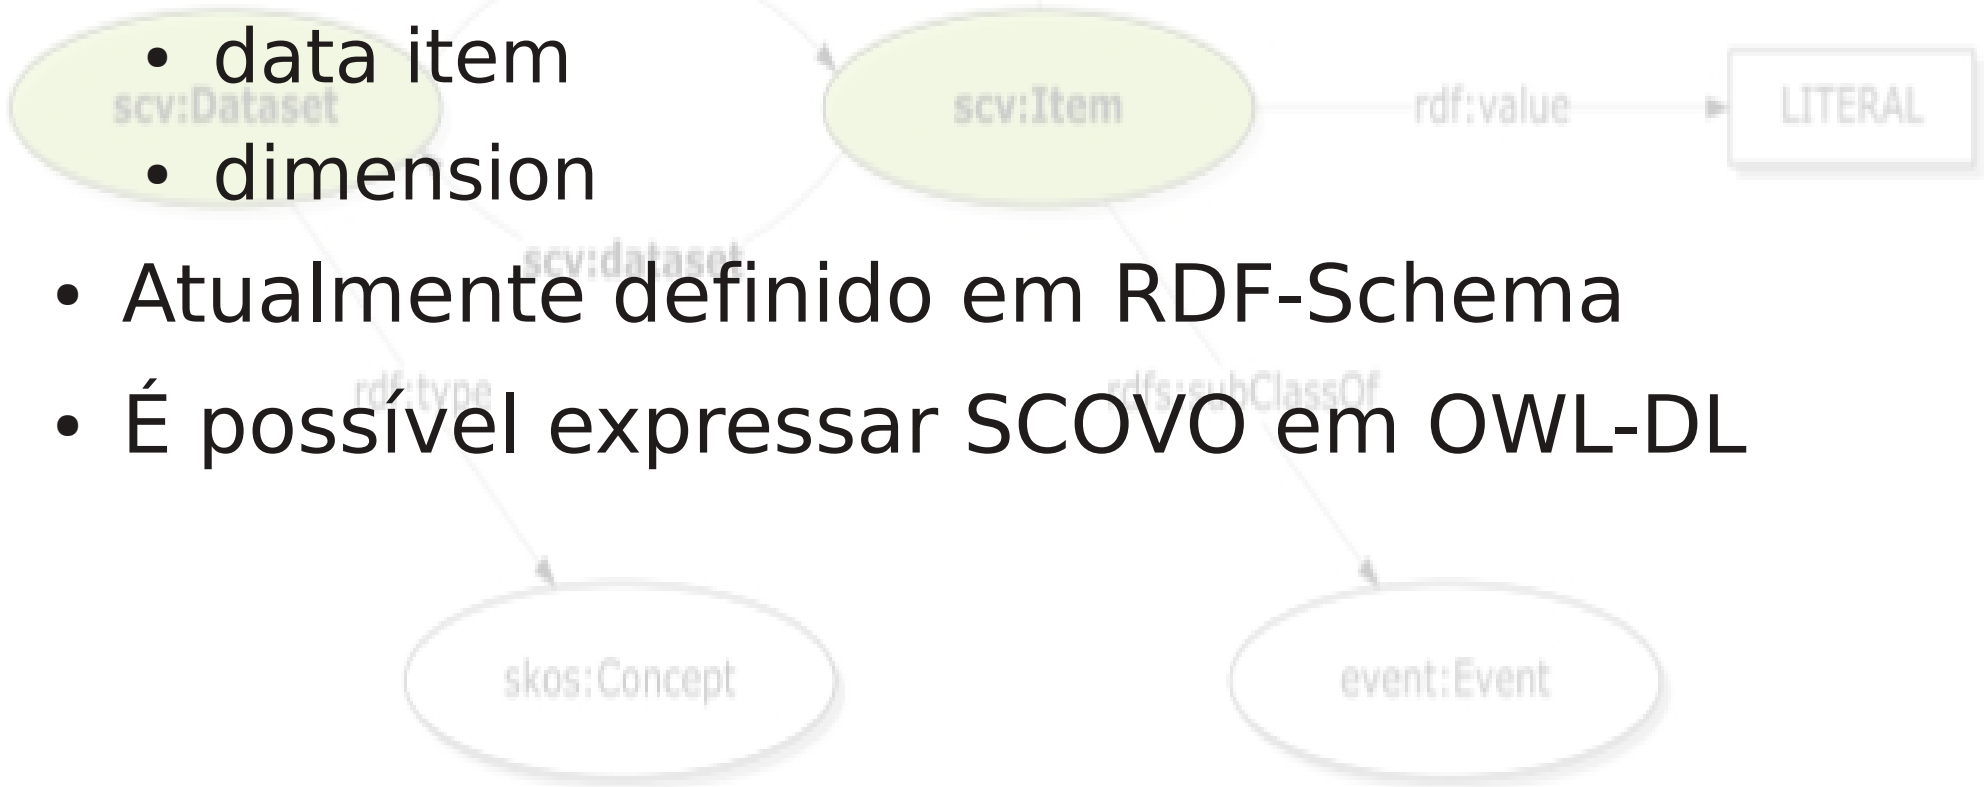 • data item
scv:Dataset
scv:Item
rdf:value
LITERAL
• dimension
scv:dataset
• Atualmente definido em RDF-Schema
rdf:type
rdfs:subClassOf
• É possível expressar SCOVO em OWL-DL
skos:Concept
event:Event